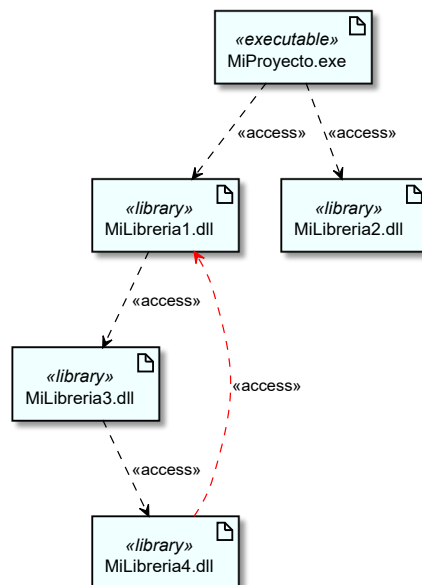 «executable»
MiProyecto.exe
«access»
«access»
«library»
MiLibreria1.dll
«library»
MiLibreria2.dll
«access»
«library»
MiLibreria3.dll
«access»
«access»
«library»
MiLibreria4.dll